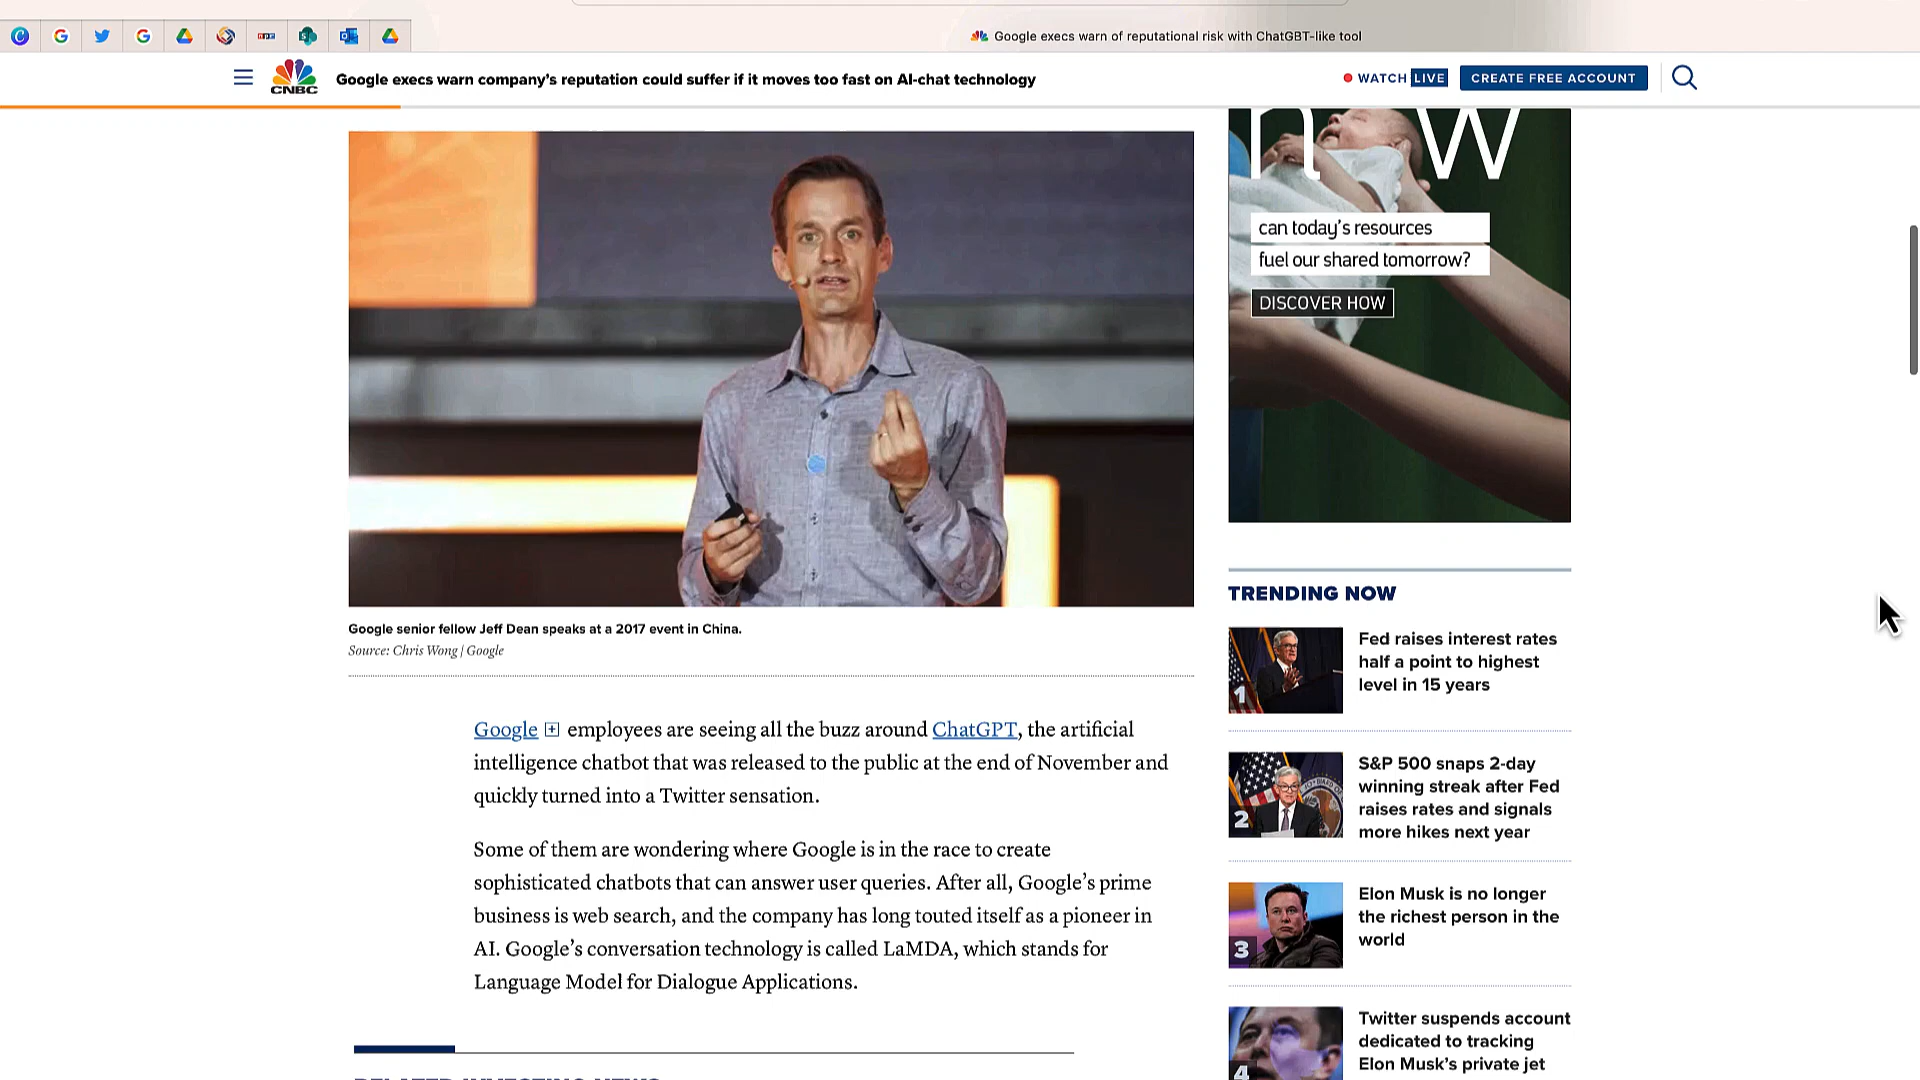 Google execs warn of reputational risk with ChatGBT-like tool
CNBC
Google execs warn company's reputation could suffer if it moves too fast on AI-chat technology
WATCH LIVE
CREATE FREE ACCOUNT
can today's resources
fuel our shared tomorrow?
DISCOVER HOW
Google senior fellow Jeff Dean speaks at a 2017 event in China.
Source: Chris Wong | Google
Google employees are seeing all the buzz around ChatGPT, the artificial
intelligence chatbot that was released to the public at the end of November and
quickly turned into a Twitter sensation.
Some of them are wondering where Google is in the race to create
sophisticated chatbots that can answer user queries. After all, Google's prime
business is web search, and the company has long touted itself as a pioneer in
AI. Google's conversation technology is called LaMDA, which stands for
Language Model for Dialogue Applications.
TRENDING NOW
1
Fed raises interest rates
half a point to highest
level in 15 years
2
S&P 500 snaps 2-day
winning streak after Fed
raises rates and signals
more hikes next year
3
Elon Musk is no longer
the richest person in the
world
4
Twitter suspends account
dedicated to tracking
Elon Musk's private jet